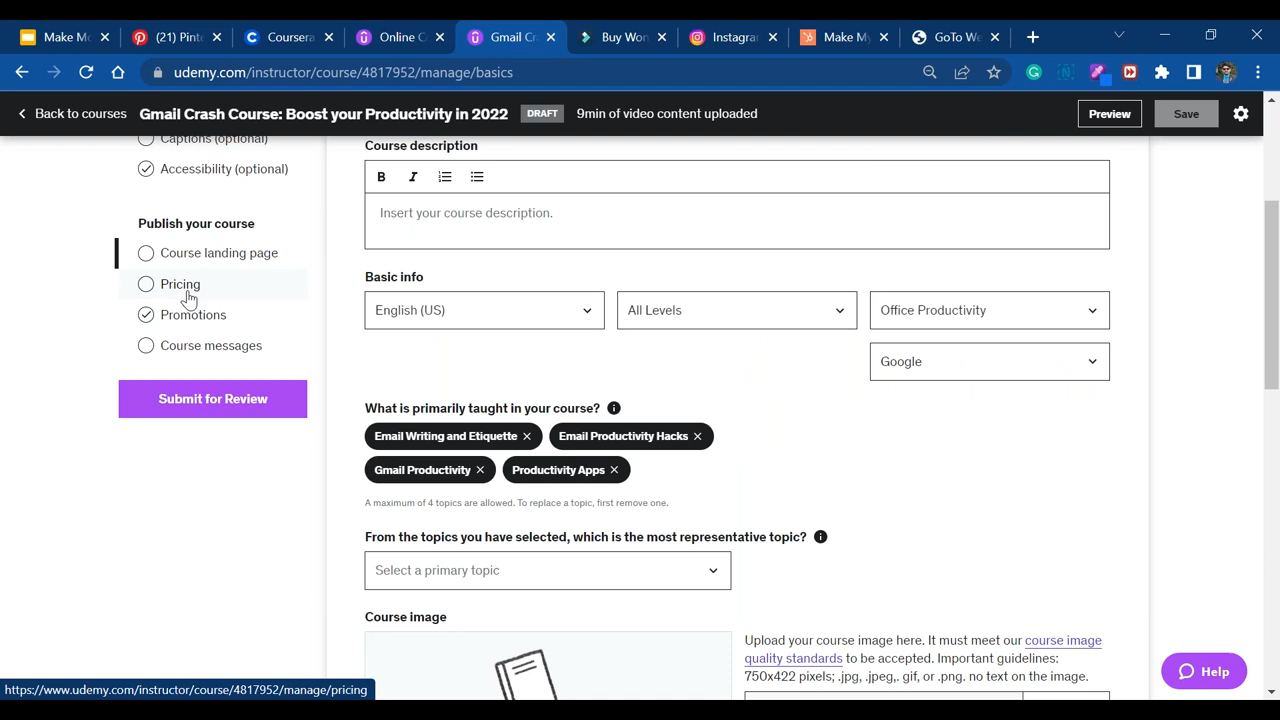 Make M
(21) Pint
Coursera
Online C
Gmail Cr
Buy Won
Instagra
Make My
GoTo We
udemy.com/instructor/course/4817952/manage/basics
Back to courses Gmail Crash Course: Boost your Productivity in 2022 DRAFT 9min of video content uploaded Preview Save
Captions (optional)
Accessibility (optional)
Publish your course
Course landing page
Pricing
Promotions
Course messages
Submit for Review
Course description
B I
Insert your course description.
Basic info
English (US) All Levels Office Productivity
Google
What is primarily taught in your course?
Email Writing and Etiquette Email Productivity Hacks
Gmail Productivity Productivity Apps
A maximum of 4 topics are allowed. To replace a topic, first remove one.
From the topics you have selected, which is the most representative topic?
Select a primary topic
Course image
Upload your course image here. It must meet our course image
quality standards to be accepted. Important guidelines:
750x422 pixels; .jpg, .jpeg,. gif, or .png. no text on the image.
Help
https://www.udemy.com/instructor/course/4817952/manage/pricing